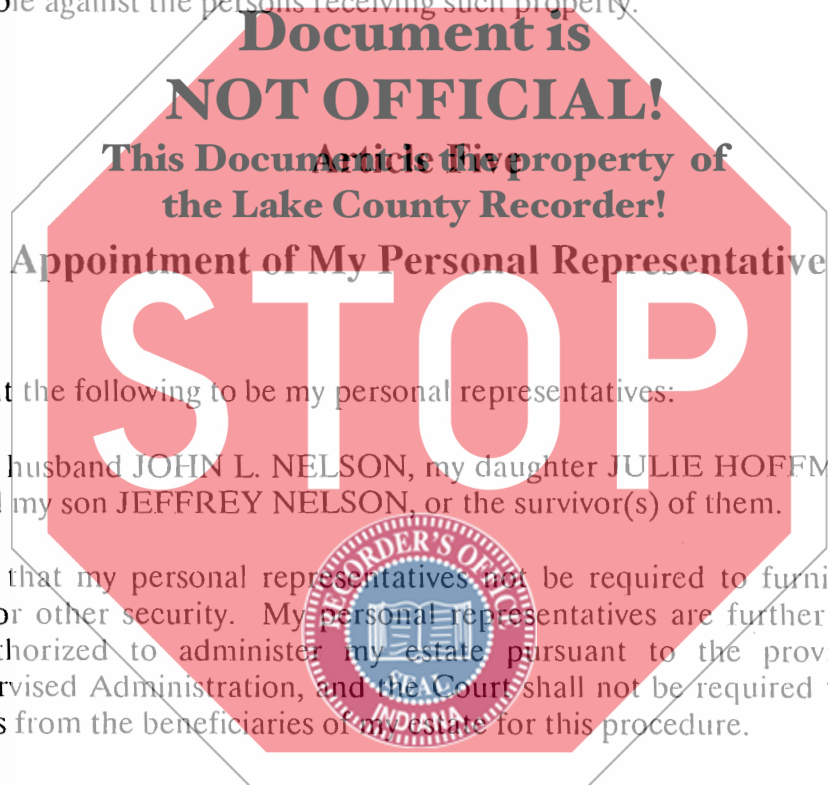 ole against the persons receiving such property.
Document is
NOT OFFICIAL!
This Document is the property of
Article Five
the Lake County Recorder!
Appointment of My Personal Representative
STOP
t the following to be my personal representatives:
husband JOHN L. NELSON, my daughter JULIE HOFFM
my son JEFFREY NELSON, or the survivor(s) of them.
RECORDER'S OFFIC
that my personal representatives not be required to furni
or other security. My personal representatives are further
thorized to administer my estate pursuant to the prov
rvised Administration, and the Court shall not be required
SEAL
INDIANA
s from the beneficiaries of my estate for this procedure.